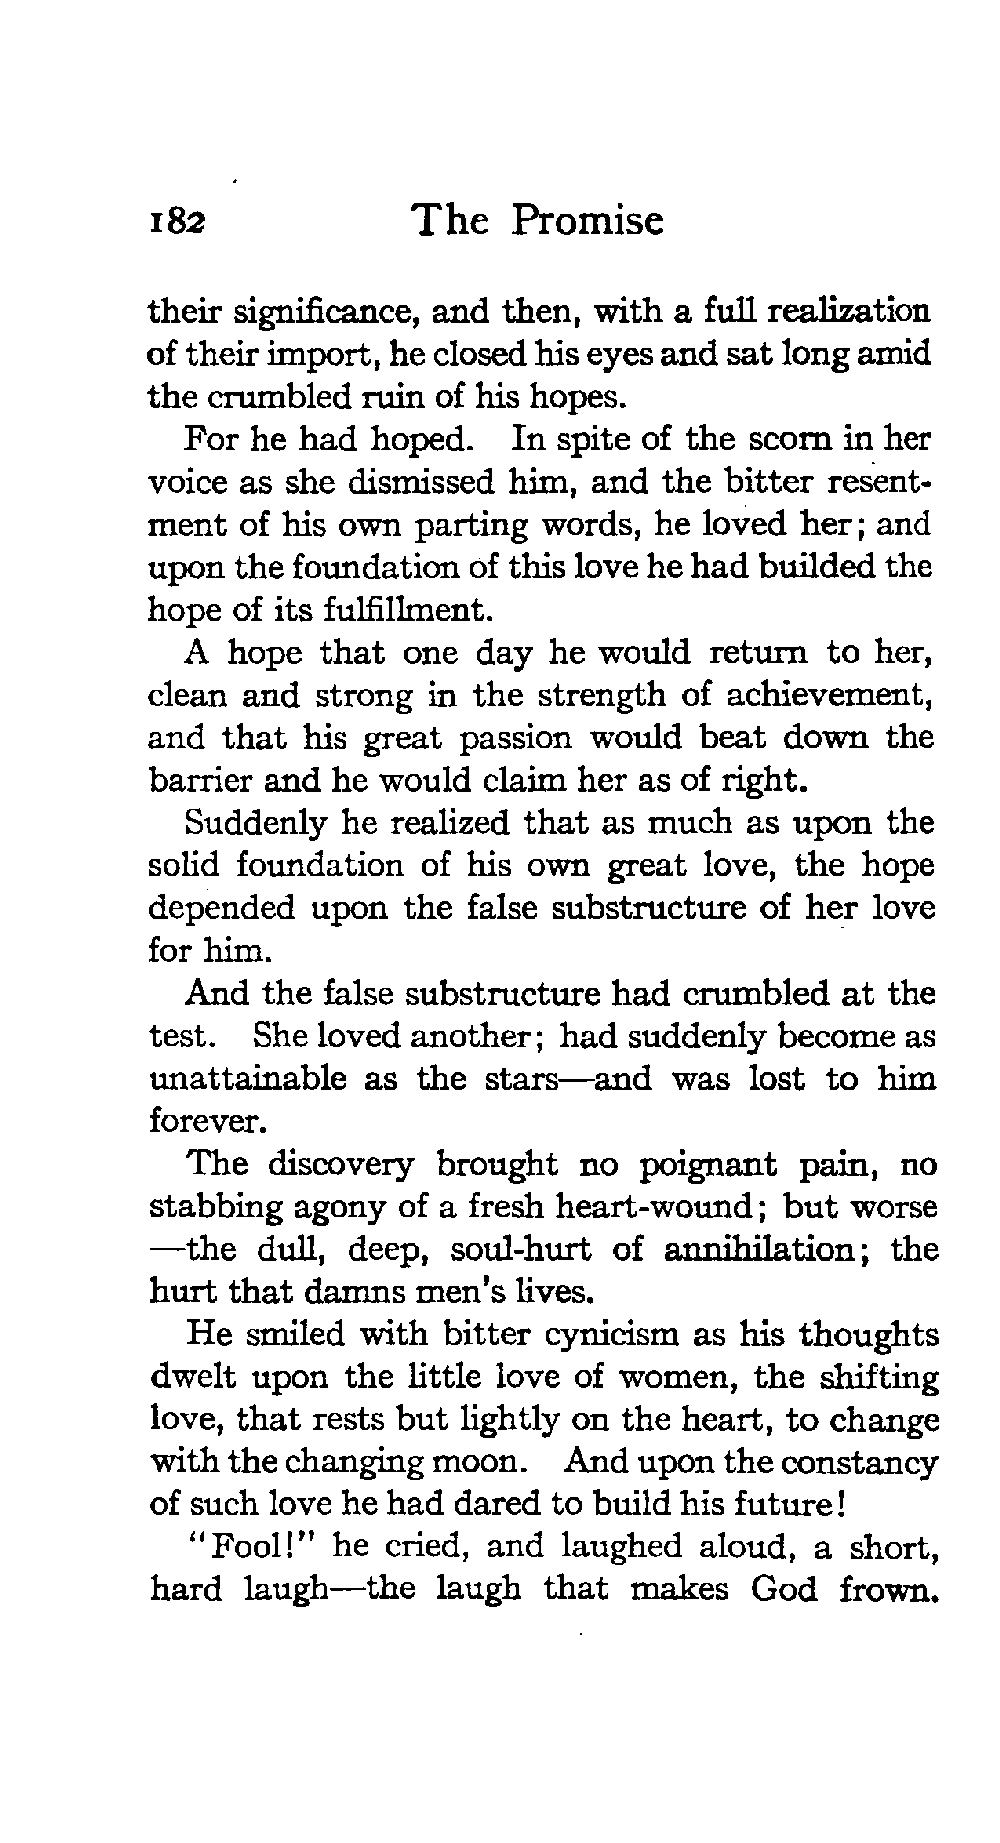 182 The Promise
their significance, and then, with a full realization
of their import, he closed his eyes and sat long amid
the crumbled ruin of his hopes.
For he had hoped. In spite of the scorn in her
voice as she dismissed him, and the bitter resent-
ment of his own parting words, he loved her; and
upon the foundation of this love he had builded the
hope of its fulfillment.
A hope that one day he would return to her,
clean and strong in the strength of achievement,
and that his great passion would beat down the
barrier and he would claim her as of right.
Suddenly he realized that as much as upon the
solid foundation of his own great love, the hope
depended upon the false substructure of her love
for him.
And the false substructure had crumbled at the
test. She loved another; had suddenly become as
unattainable as the stars—and was lost to him
forever.
The discovery brought no poignant pain, no
stabbing agony of a fresh heart-wound; but worse
—the dull, deep, soul-hurt of annihilation; the
hurt that damns men's lives.
He smiled with bitter cynicism as his thoughts
dwelt upon the little love of women, the shifting
love, that rests but lightly on the heart, to change
with the changing moon. And upon the constancy
of such love he had dared to build his future!
"Fool!" he cried, and laughed aloud, a short,
hard laugh—the laugh that makes God frown.